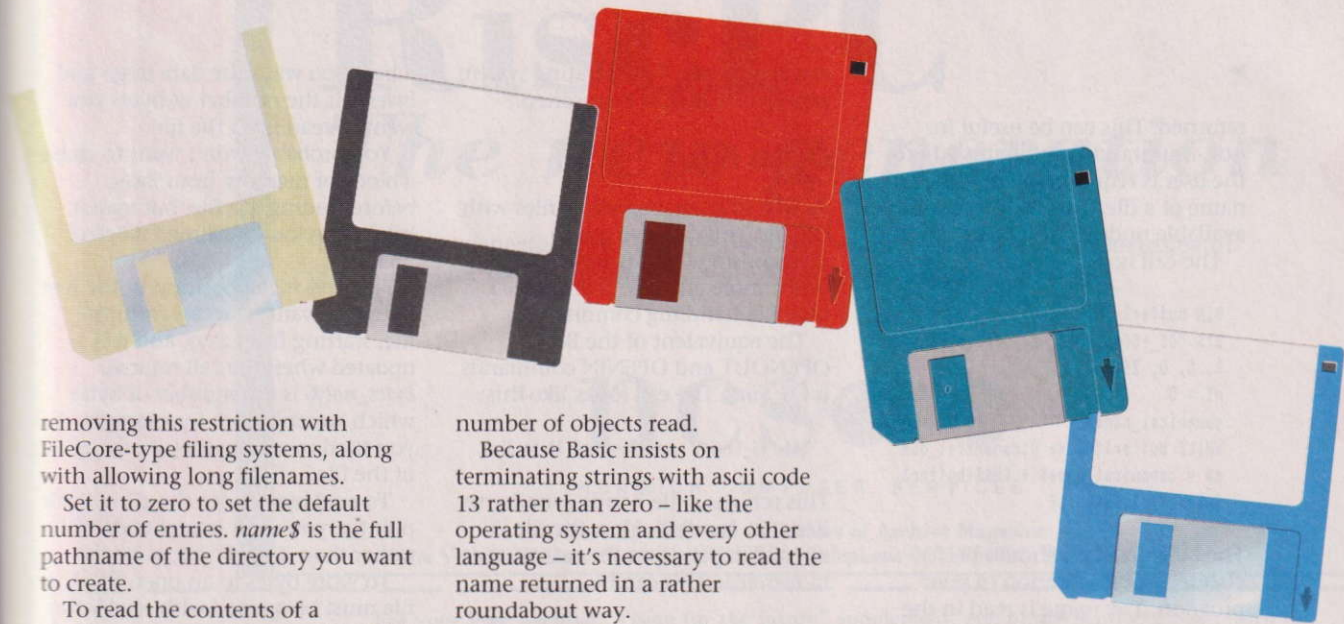 removing this restriction with
FileCore-type filing systems, along
with allowing long filenames.
Set it to zero to set the default
number of entries. name$ is the full
pathname of the directory you want
to create.
To read the contents of a
number of objects read.
Because Basic insists on
terminating strings with ascii code
13 rather than zero – like the
operating system and every other
language – it's necessary to read the
name returned in a rather
roundabout way.